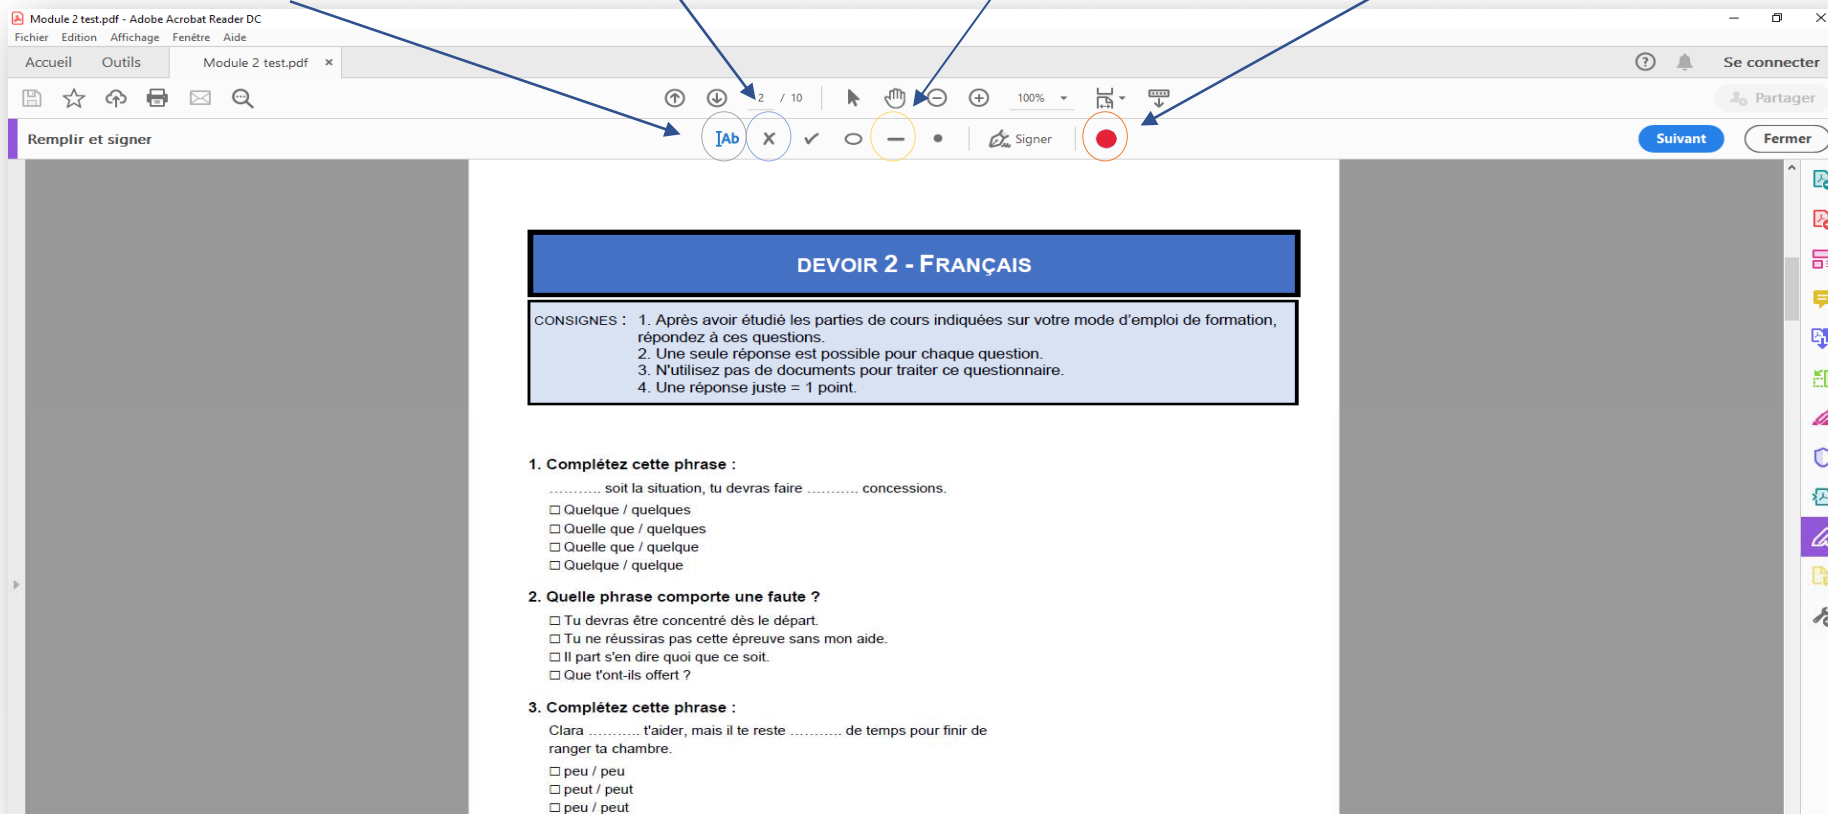 Module 2 test.pdf - Adobe Acrobat Reader DC
Fichier Edition Affichage Fenêtre Aide
Accueil Outils Module 2 test.pdf × Se connecter
2 / 10 100% Partager
Remplir et signer IAb Signer Suivant Fermer
DEVOIR 2 - FRANÇAIS
CONSIGNES : 1. Après avoir étudié les parties de cours indiquées sur votre mode d'emploi de formation,
répondez à ces questions.
2. Une seule réponse est possible pour chaque question.
3. N'utilisez pas de documents pour traiter ce questionnaire.
4. Une réponse juste = 1 point.
1. Complétez cette phrase :
........... soit la situation, tu devras faire ........... concessions.
☐ Quelque / quelques
☐ Quelle que / quelques
☐ Quelle que / quelque
☐ Quelque / quelque
2. Quelle phrase comporte une faute ?
☐ Tu devras être concentré dès le départ.
☐ Tu ne réussiras pas cette épreuve sans mon aide.
☐ Il part s'en dire quoi que ce soit.
☐ Que t'ont-ils offert ?
3. Complétez cette phrase :
Clara ........... t'aider, mais il te reste ........... de temps pour finir de
ranger ta chambre.
☐ peu / peu
☐ peut / peut
☐ peu / peut